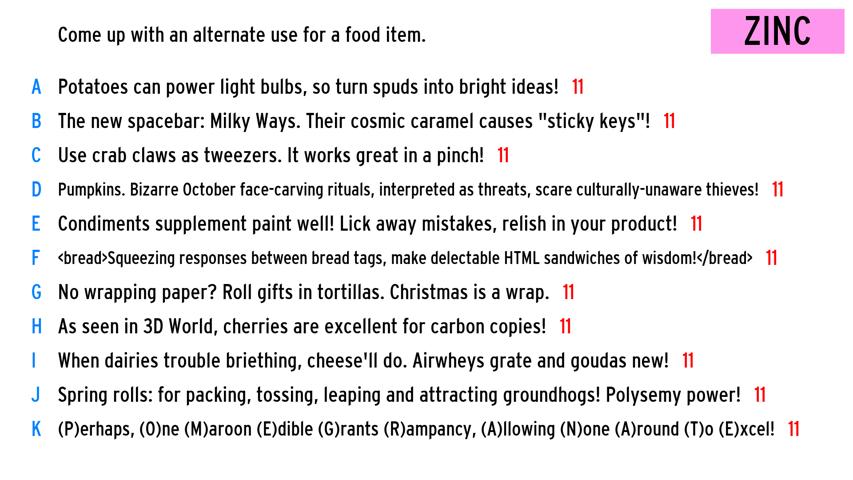 Come up with an alternate use for a food item.
ZINC
A Potatoes can power light bulbs, so turn spuds into bright ideas! 11
B The new spacebar: Milky Ways. Their cosmic caramel causes "sticky keys"! 11
C Use crab claws as tweezers. It works great in a pinch! 11
D Pumpkins. Bizarre October face-carving rituals, interpreted as threats, scare culturally-unaware thieves! 11
E Condiments supplement paint well! Lick away mistakes, relish in your product! 11
F <bread>Squeezing responses between bread tags, make delectable HTML sandwiches of wisdom!</bread> 11
G No wrapping paper? Roll gifts in tortillas. Christmas is a wrap. 11
H As seen in 3D World, cherries are excellent for carbon copies! 11
I When dairies trouble briething, cheese'll do. Airwheys grate and goudas new! 11
J Spring rolls: for packing, tossing, leaping and attracting groundhogs! Polysemy power! 11
K (P)erhaps, (O)ne (M)aroon (E)dible (G)rants (R)ampancy, (A)llowing (N)one (A)round (T)o (E)xcel! 11